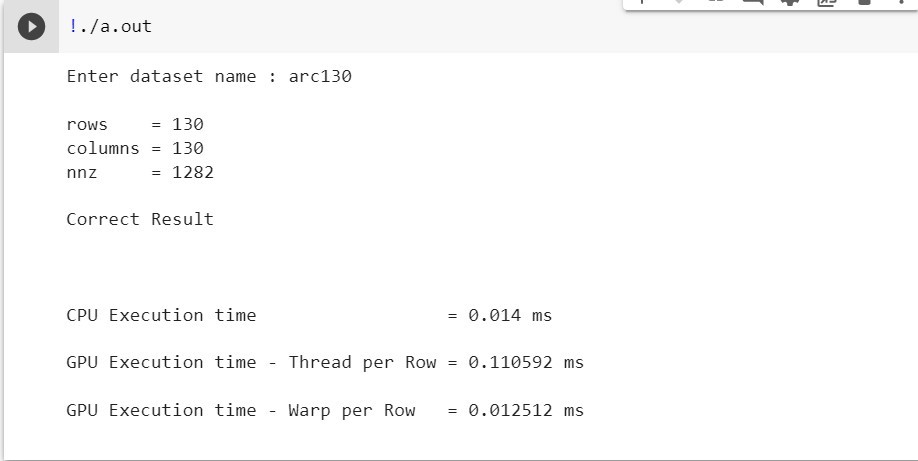 !./a.out
Enter dataset name : arc130
rows    = 130
columns = 130
nnz     = 1282
Correct Result
CPU Execution time                  = 0.014 ms
GPU Execution time - Thread per Row = 0.110592 ms
GPU Execution time - Warp per Row   = 0.012512 ms